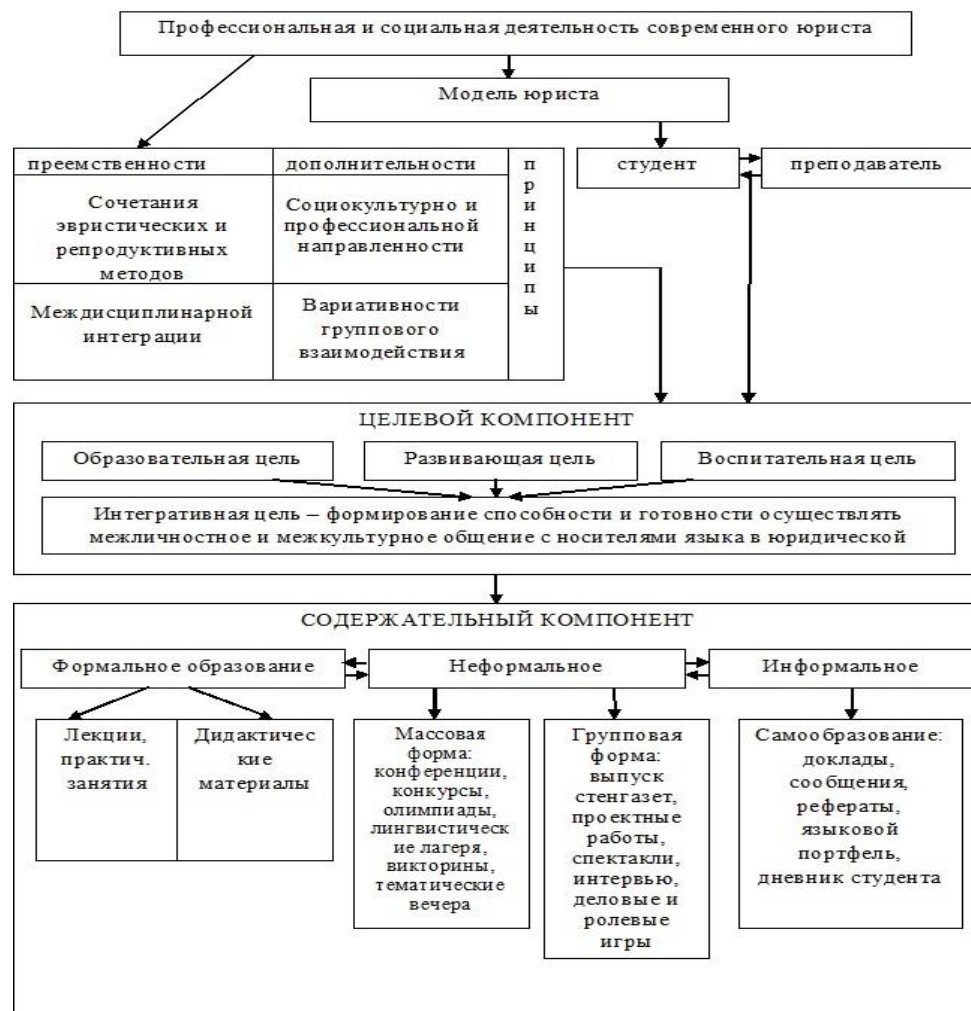 Профессиональная и социальная деятельность современного юриста
Модель юриста
преемственности
дополнительности
принципы
студент
преподаватель
Сочетания
эвристических и
репродуктивных
методов
Социокультурно и
профессиональной
направленности
Междисциплинарной
интеграции
Вариативности
группового
взаимодействия
ЦЕЛЕВОЙ КОМПОНЕНТ
Образовательная цель
Развивающая цель
Воспитательная цель
Интегративная цель – формирование способности и готовности осуществлять
межличностное и межкультурное общение с носителями языка в юридической
СОДЕРЖАТЕЛЬНЫЙ КОМПОНЕНТ
Формальное образование
Неформальное
Информальное
Лекции,
практич.
занятия
Дидактичес
кие
материалы
Массовая
форма:
конференции,
конкурсы,
олимпиады,
лингвистическ
ие лагеря,
викторины,
тематические
вечера
Групповая
форма:
выпуск
стенгазет,
проектные
работы,
спектакли,
интервью,
деловые и
ролевые
игры
Самообразование:
доклады,
сообщения,
рефераты,
языковой
портфель,
дневник студента